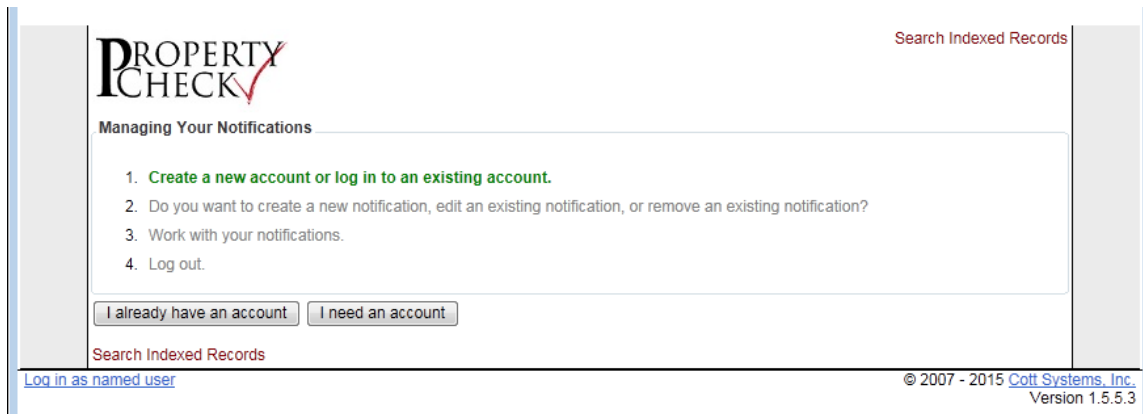 Search Indexed Records
PROPERTY
CHECK
Managing Your Notifications
1. Create a new account or log in to an existing account.
2. Do you want to create a new notification, edit an existing notification, or remove an existing notification?
3. Work with your notifications.
4. Log out.
I already have an account I need an account
Search Indexed Records
Log in as named user © 2007 - 2015 Cott Systems, Inc.
Version 1.5.5.3